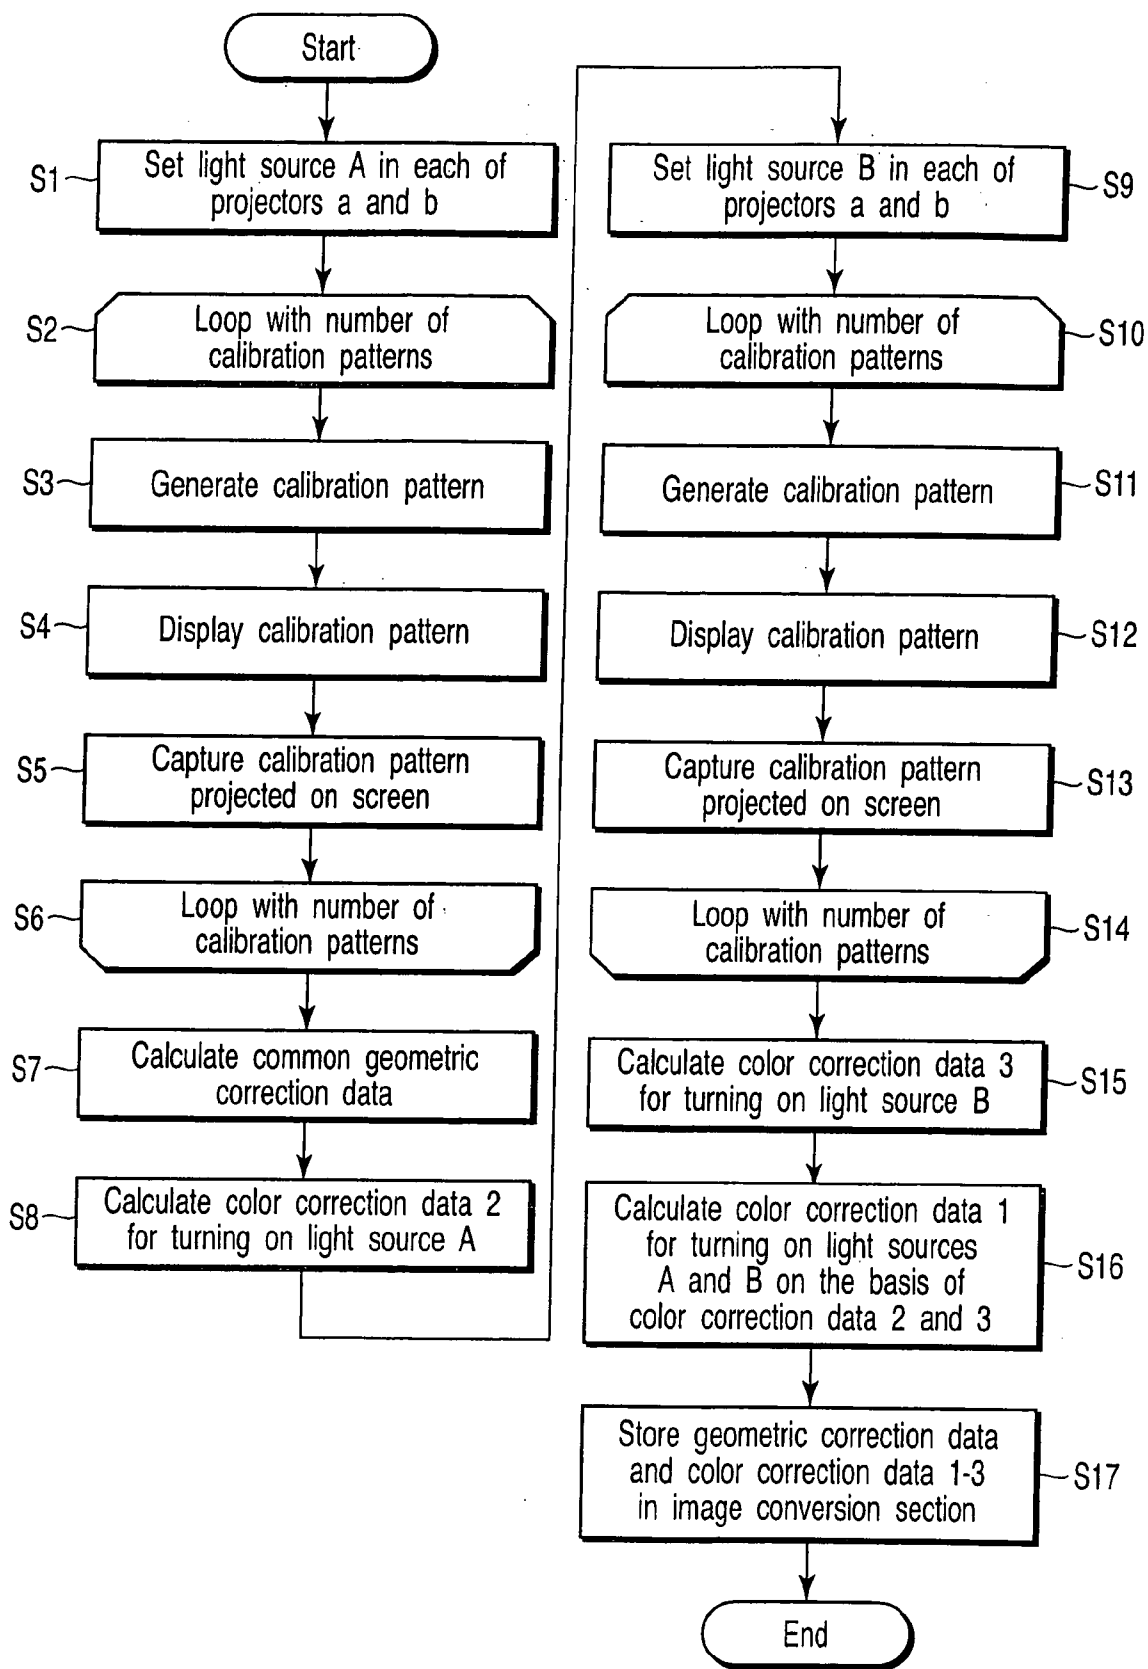 Start
S1
Set light source A in each of
projectors a and b
S2
Loop with number of
calibration patterns
S3
Generate calibration pattern
S4
Display calibration pattern
S5
Capture calibration pattern
projected on screen
S6
Loop with number of
calibration patterns
S7
Calculate common geometric
correction data
S8
Calculate color correction data 2
for turning on light source A
Set light source B in each of
projectors a and b
S9
Loop with number of
calibration patterns
S10
Generate calibration pattern
S11
Display calibration pattern
S12
Capture calibration pattern
projected on screen
S13
Loop with number of
calibration patterns
S14
Calculate color correction data 3
for turning on light source B
S15
Calculate color correction data 1
for turning on light sources
A and B on the basis of
color correction data 2 and 3
S16
Store geometric correction data
and color correction data 1-3
in image conversion section
S17
End